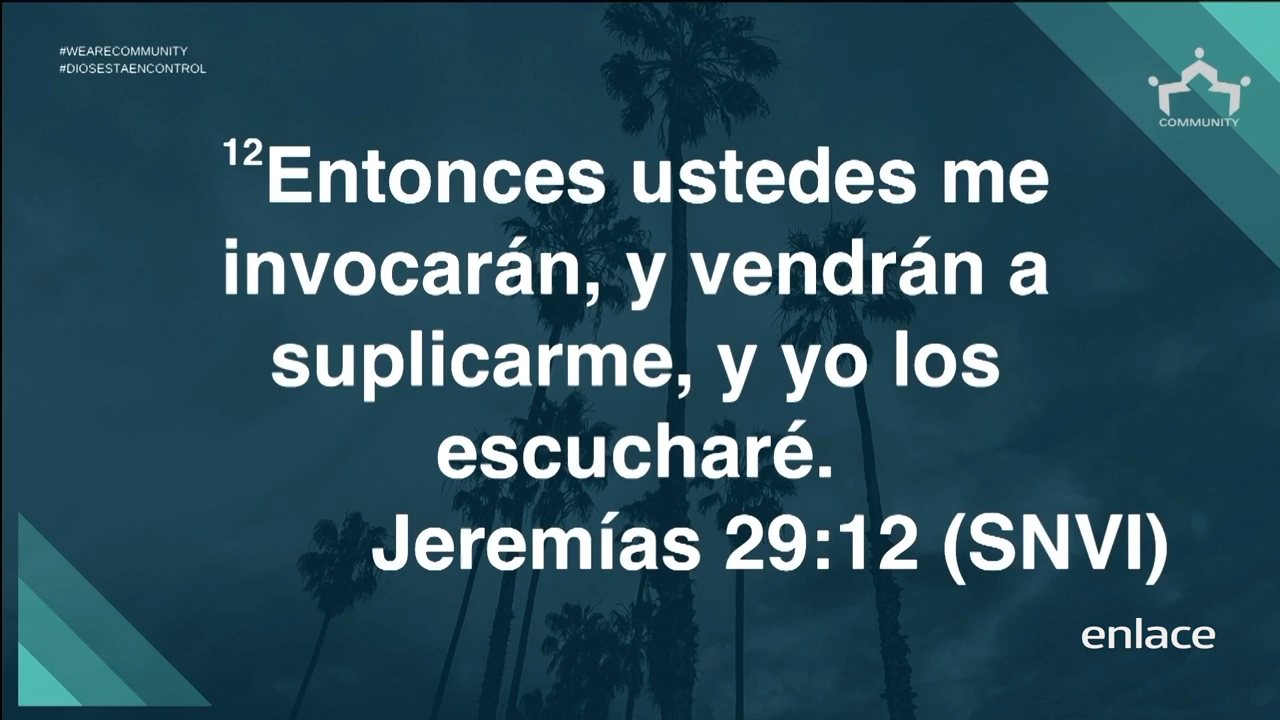 #WEARECOMMUNITY
#DIOSESTAENCONTROL
COMMUNITY
12Entonces ustedes me
invocarán, y vendrán a
suplicarme, y yo los
escucharé.
Jeremías 29:12 (SNVI)
enlace